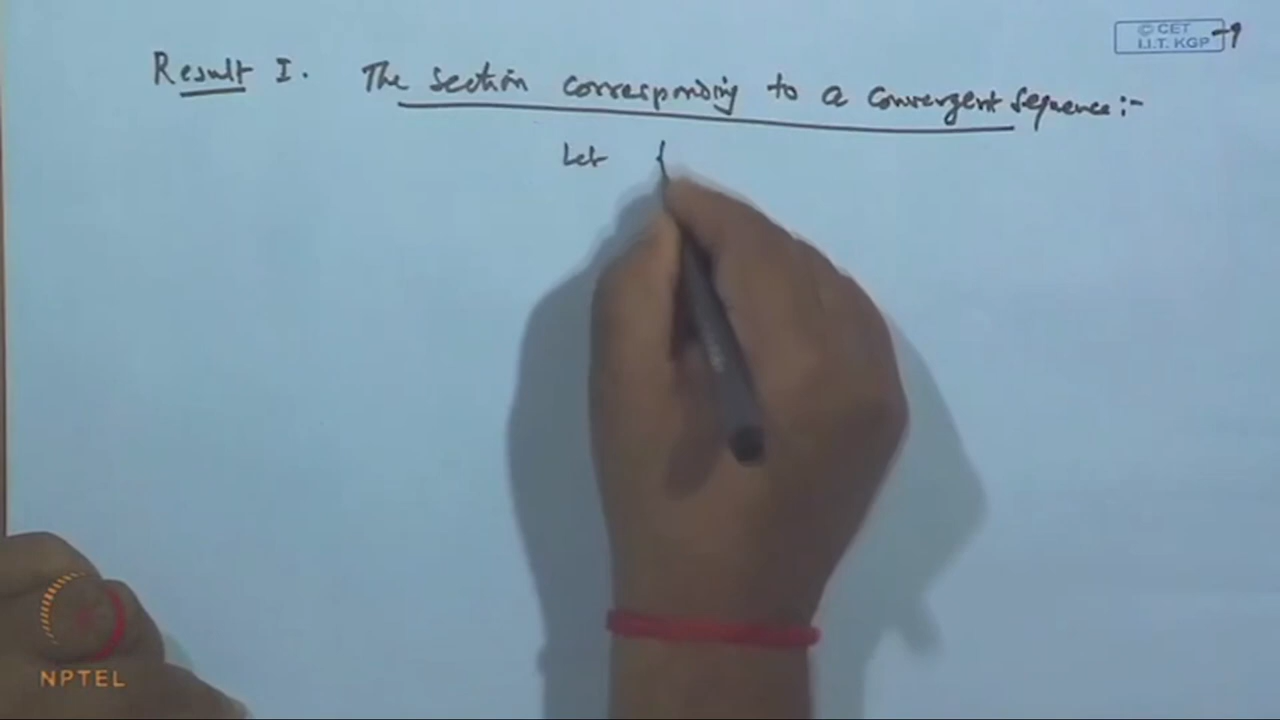 © CET
I.I.T. KGP
Result I. The section corresponding to a convergent sequence:-
Let {
NPTEL